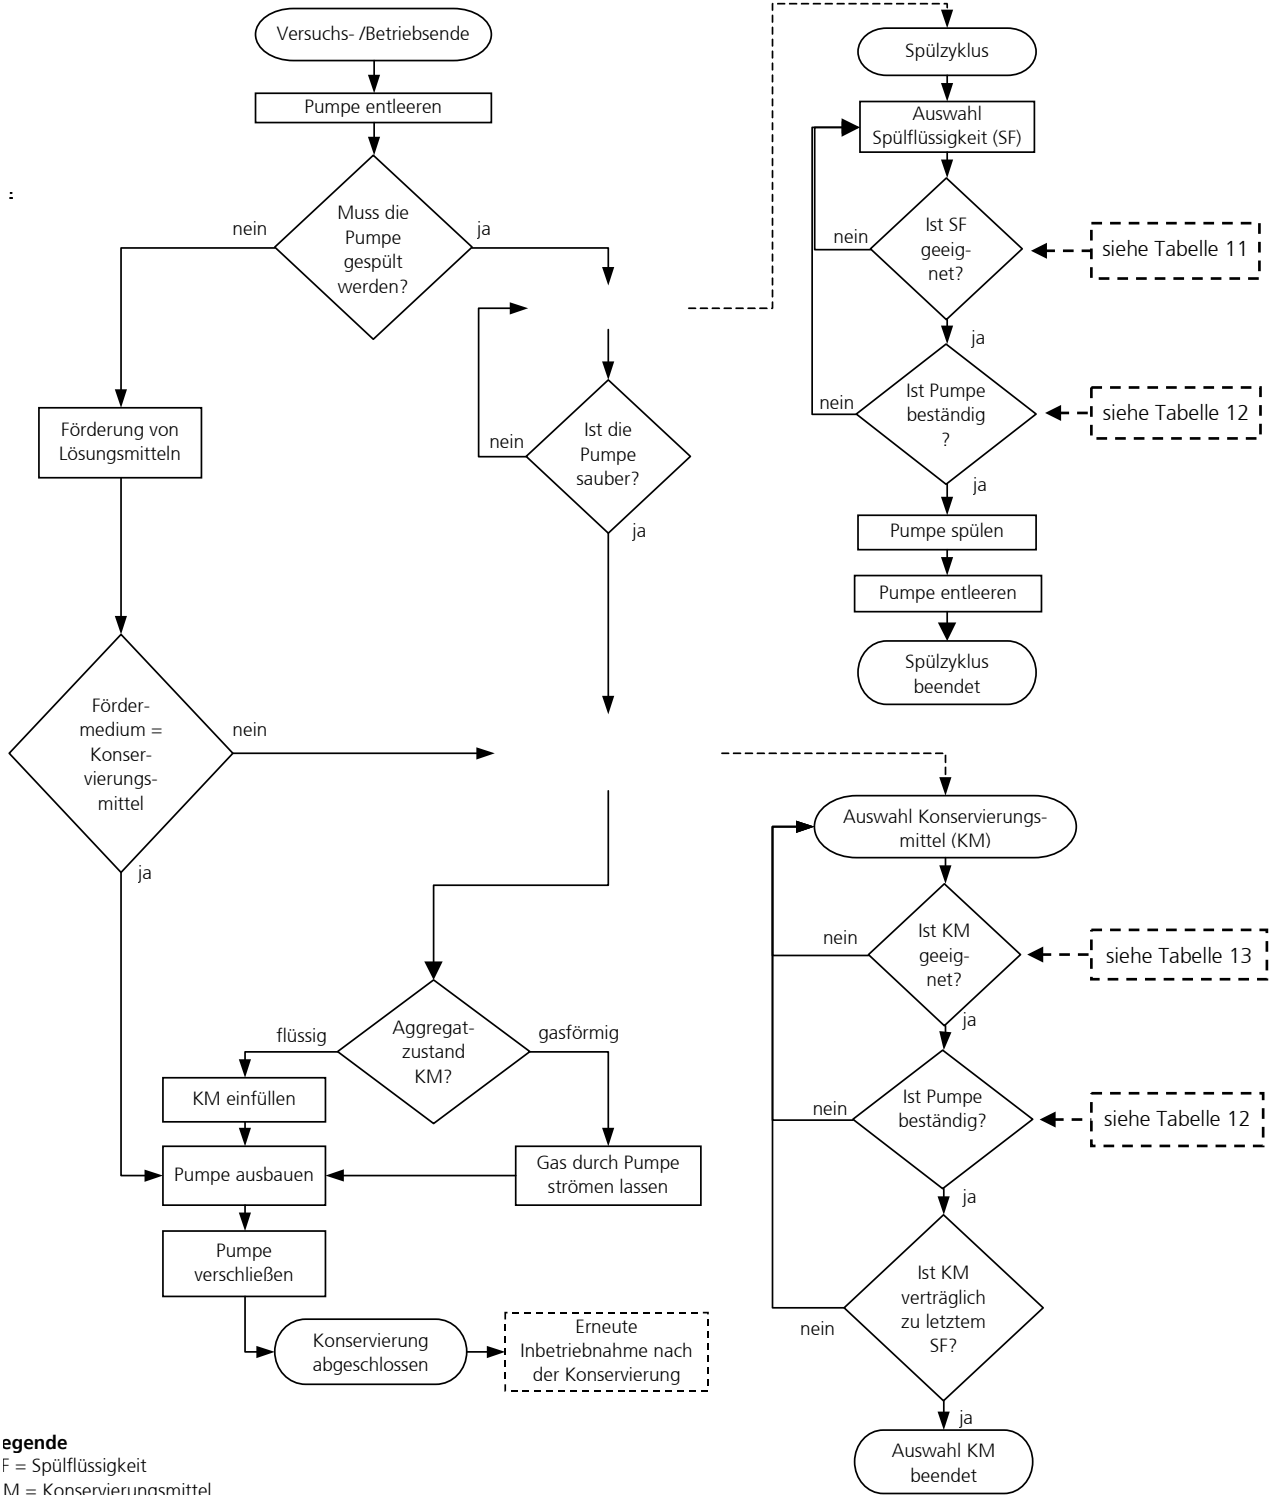 Versuchs- /Betriebsende
Pumpe entleeren
Muss die
Pumpe
gespült
werden?
nein
ja
Förderung von
Lösungsmitteln
Ist die
Pumpe
sauber?
nein
ja
Förder-
medium =
Konser-
vierungs-
mittel
nein
ja
Aggregat-
zustand
KM?
flüssig
gasförmig
KM einfüllen
Pumpe ausbauen
Gas durch Pumpe
strömen lassen
Pumpe
verschließen
Konservierung
abgeschlossen
Erneute
Inbetriebnahme nach
der Konservierung
egende
F = Spülflüssigkeit
M = Konservierungsmittel
Spülzyklus
Auswahl
Spülflüssigkeit (SF)
Ist SF
geeig-
net?
nein
siehe Tabelle 11
ja
Ist Pumpe
beständig
?
nein
siehe Tabelle 12
ja
Pumpe spülen
Pumpe entleeren
Spülzyklus
beendet
Auswahl Konservierungs-
mittel (KM)
Ist KM
geeig-
net?
nein
siehe Tabelle 13
ja
Ist Pumpe
beständig?
nein
siehe Tabelle 12
ja
Ist KM
verträglich
zu letztem
SF?
nein
ja
Auswahl KM
beendet